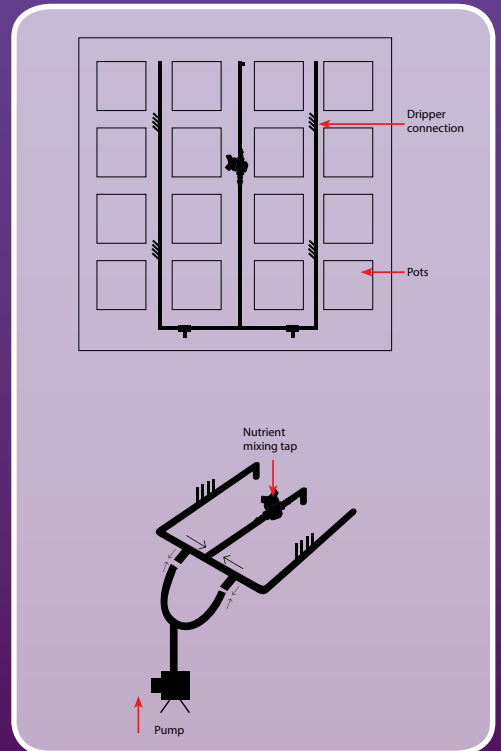 Dripper
connection
Pots
Nutrient
mixing tap
Pump